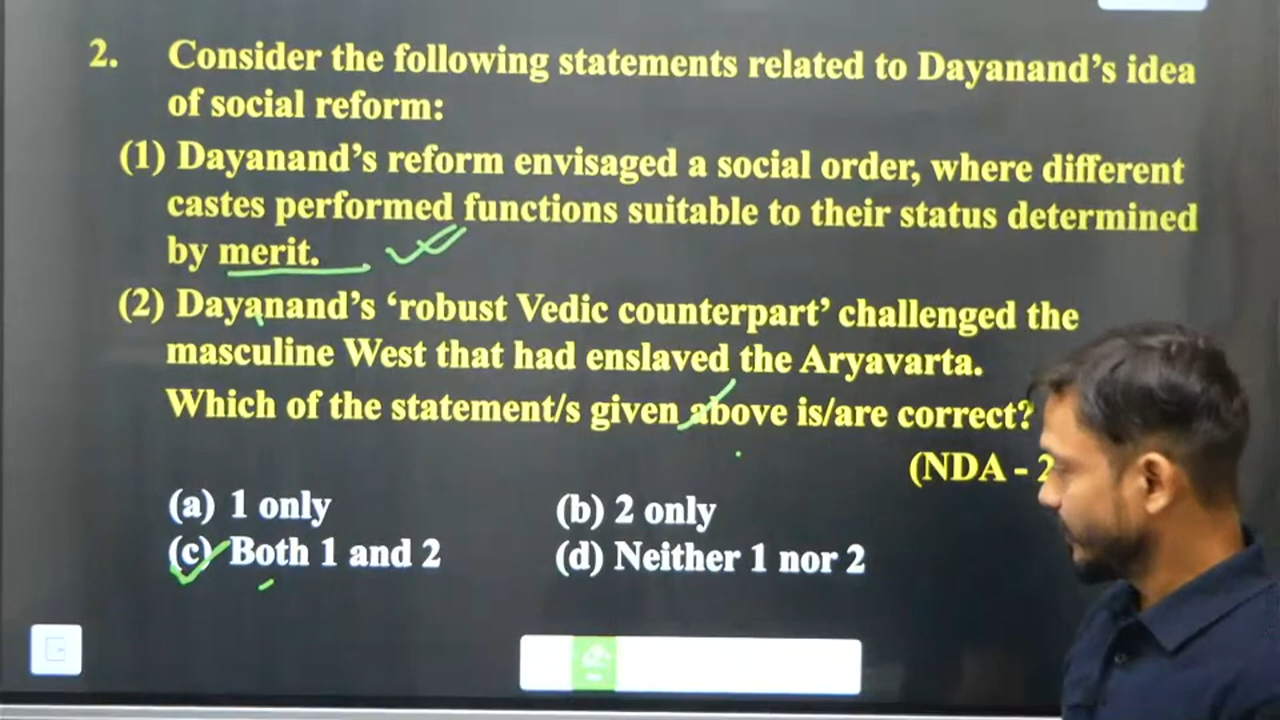 2. Consider the following statements related to Dayanand’s idea
of social reform:
(1) Dayanand’s reform envisaged a social order, where different
castes performed functions suitable to their status determined
by merit.
(2) Dayanand’s ‘robust Vedic counterpart’ challenged the
masculine West that had enslaved the Aryavarta.
Which of the statement/s given above is/are correct?
(NDA - 2
(a) 1 only (b) 2 only
(c) Both 1 and 2 (d) Neither 1 nor 2